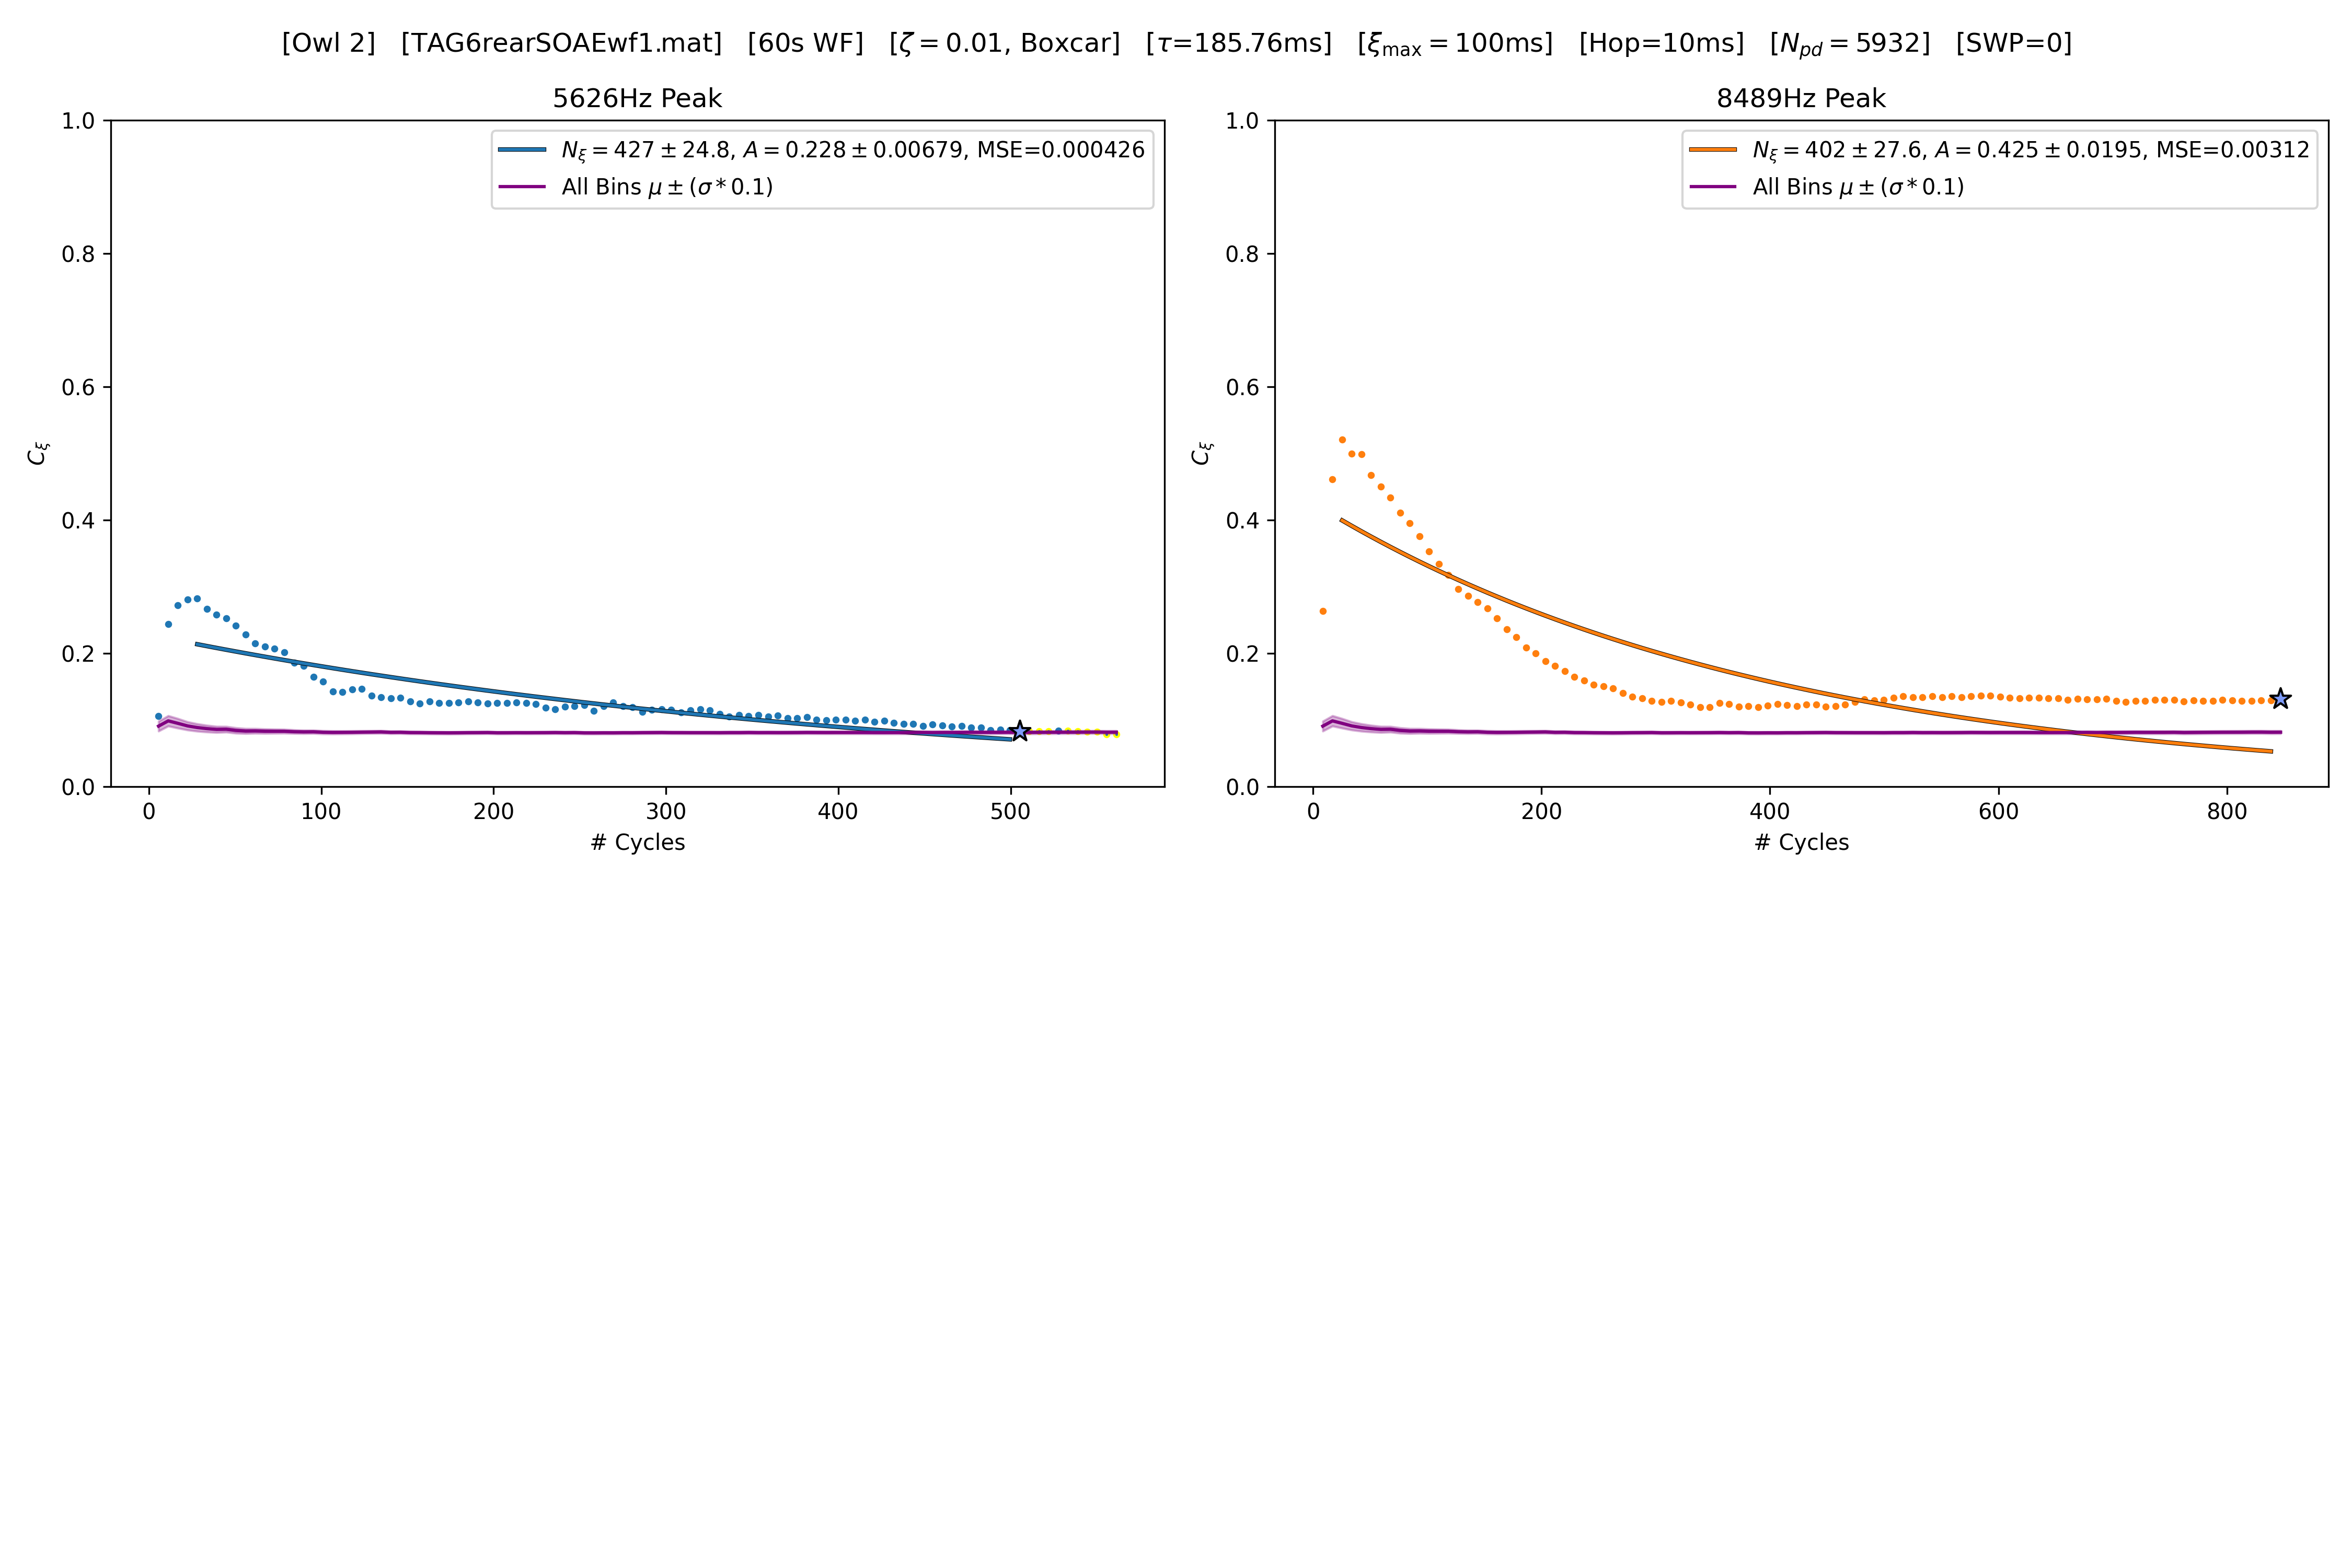 [Owl 2] [TAG6rearSOAEwf1.mat] [60s WF] [ζ = 0.01, Boxcar] [τ=185.76ms] [ξmax = 100ms] [Hop=10ms] [Npd = 5932] [SWP=0]
5626Hz Peak
1.0
0.8
0.6
0.4
0.2
0.0
Cξ
0 100 200 300 400 500
# Cycles
Nξ = 427 ± 24.8, A = 0.228 ± 0.00679, MSE=0.000426
All Bins μ ± (σ * 0.1)
8489Hz Peak
1.0
0.8
0.6
0.4
0.2
0.0
Cξ
0 200 400 600 800
# Cycles
Nξ = 402 ± 27.6, A = 0.425 ± 0.0195, MSE=0.00312
All Bins μ ± (σ * 0.1)